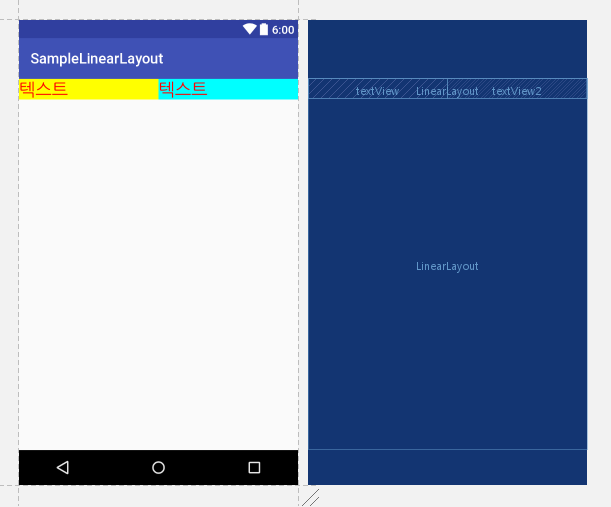 6:00
SampleLinearLayout
텍스트 텍스트
textView LinearLayout textView2
LinearLayout